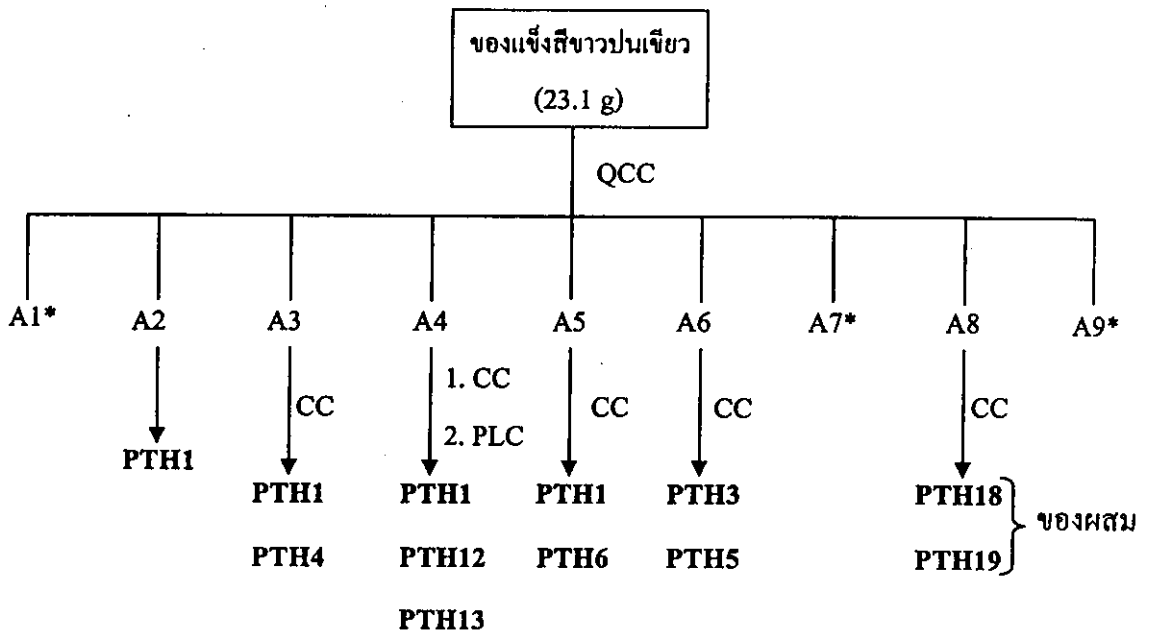 ของแข็งสีขาวปนเขียว
(23.1 g)
QCC
A1* A2 A3 A4 A5 A6 A7* A8 A9*
1. CC
CC CC CC CC
2. PLC
PTH1
PTH1 PTH1 PTH1 PTH3 PTH18
ของผสม
PTH4 PTH12 PTH6 PTH5 PTH19
PTH13